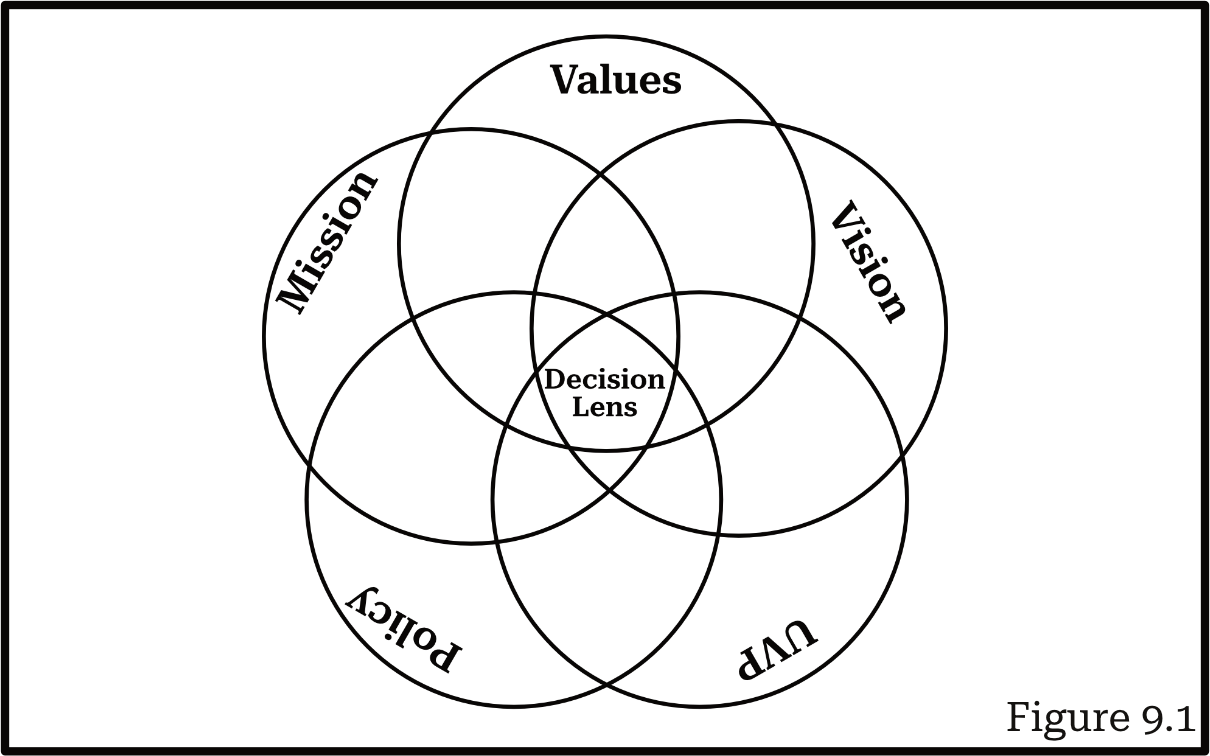 Values
Mission
Vision
Decision
Lens
Policy
UVP
Figure 9.1